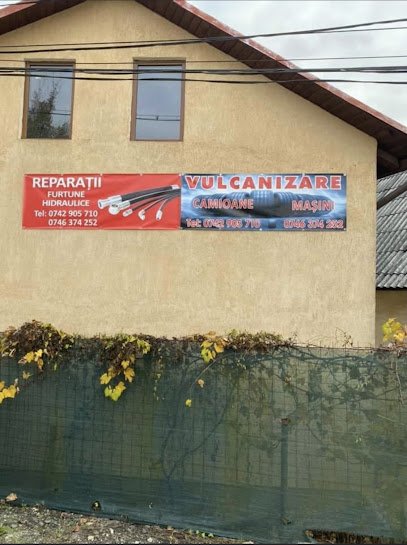 REPARAȚII
FURTUNE
HIDRAULICE
Tel: 0742 905 710
0746 374 252
VULCANIZARE
CAMIOANE MAȘINI
Tel: 0742 905 710 0746 374 252